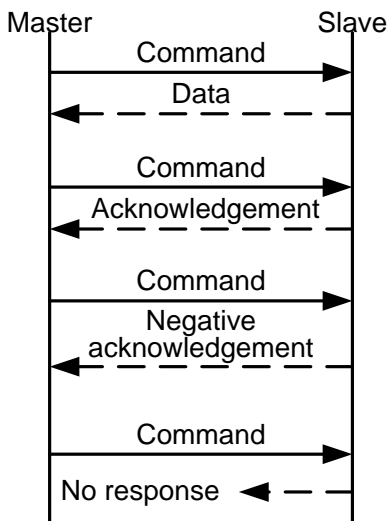 Master Slave
Command
Data
Command
Acknowledgement
Command
Negative
acknowledgement
Command
No response